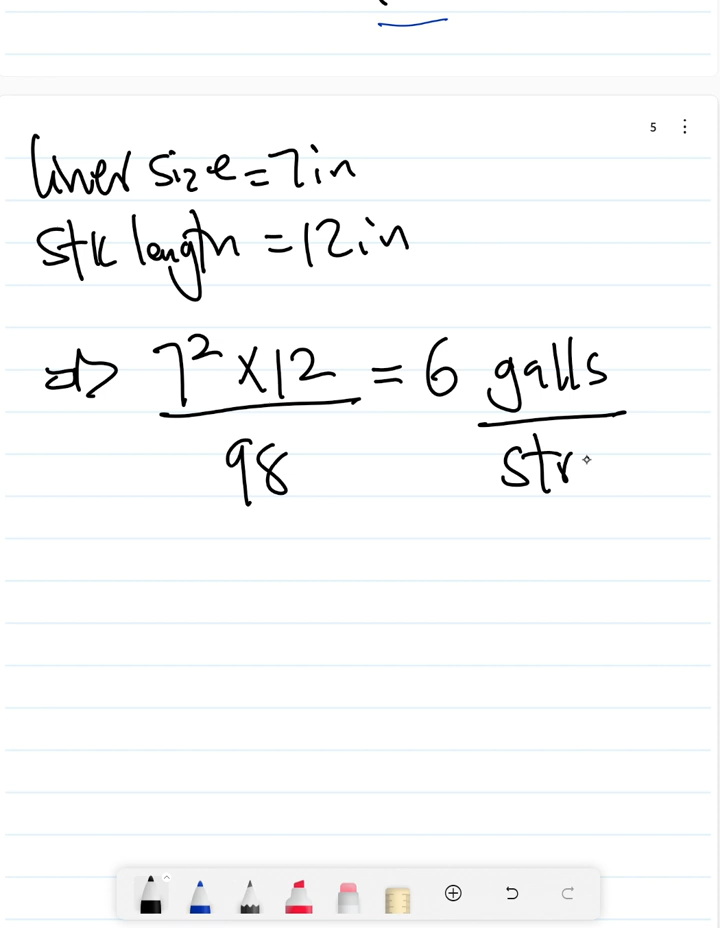 5
liner size = 7in
Stk length = 12in
⇒ 7² × 12 = 6 galls
98 str